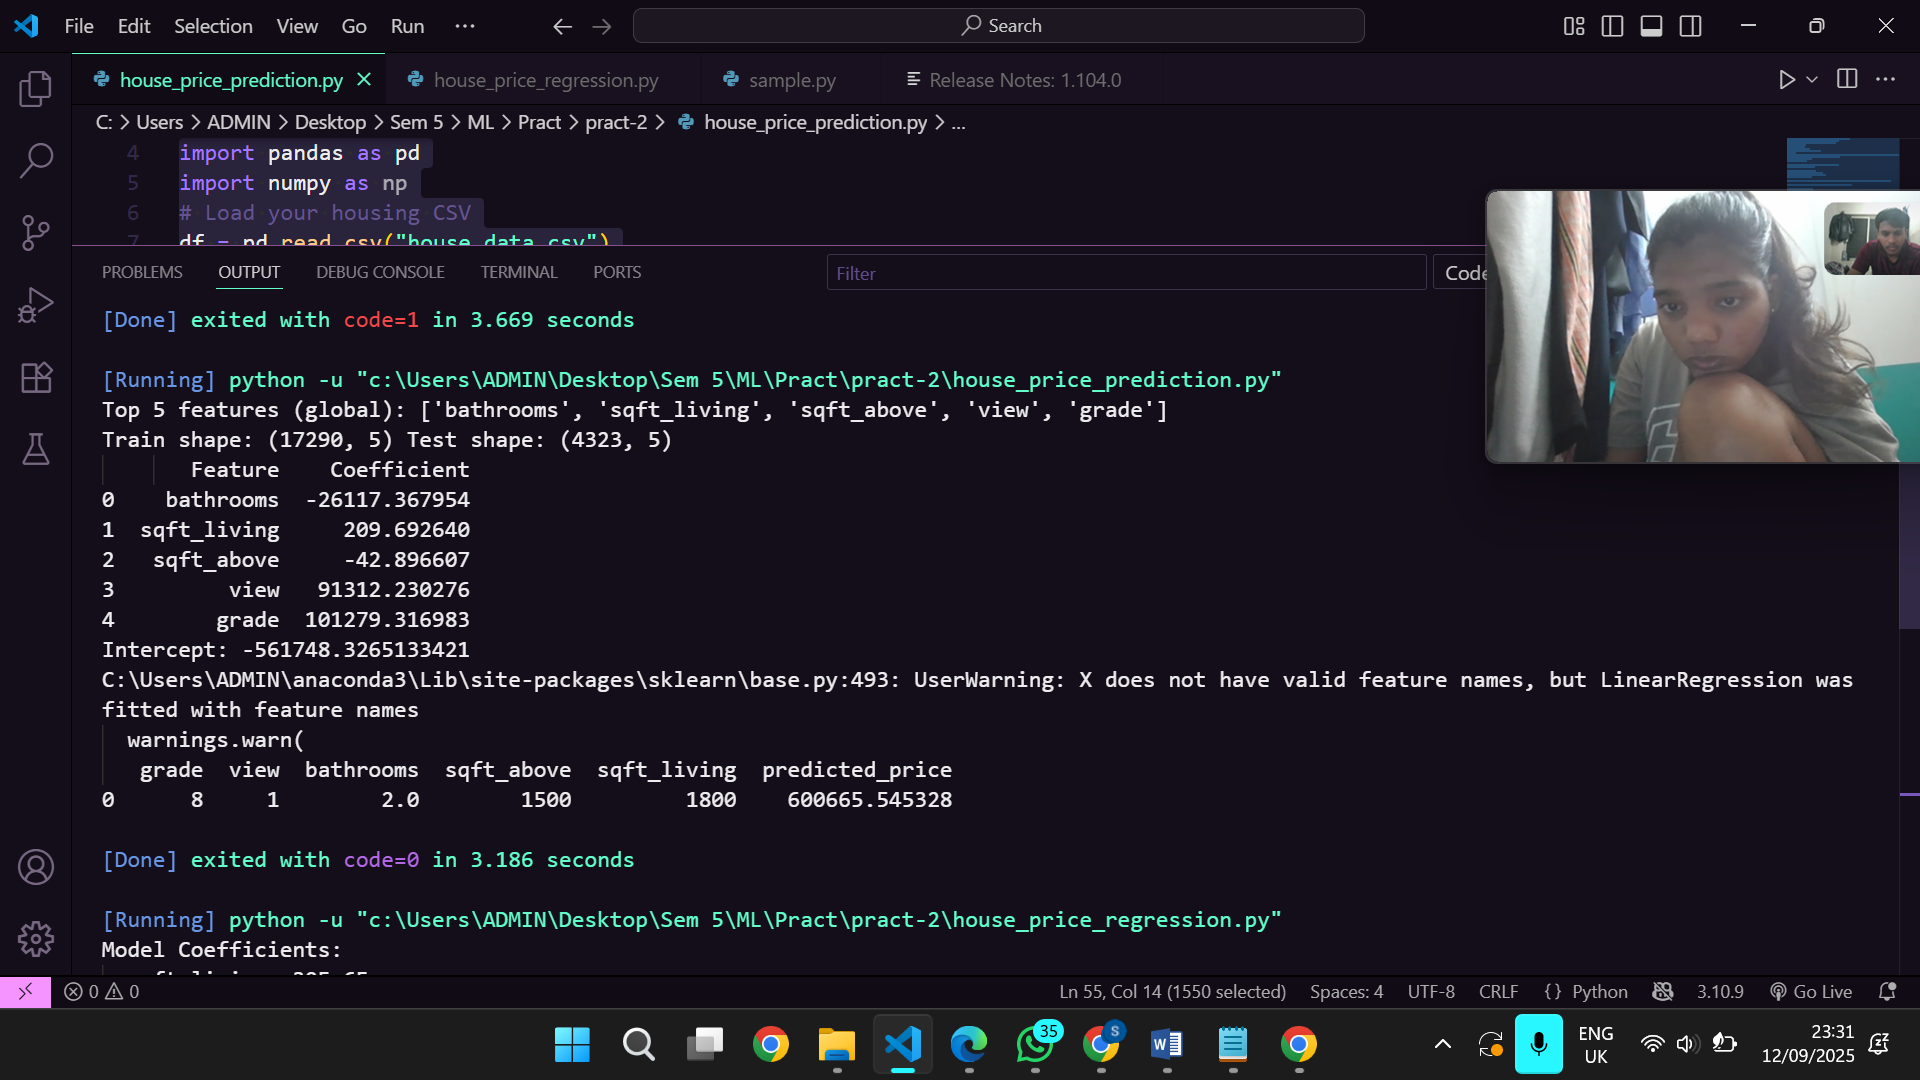 File Edit Selection View Go Run ··· Search
house_price_prediction.py house_price_regression.py sample.py Release Notes: 1.104.0
C: > Users > ADMIN > Desktop > Sem 5 > ML > Pract > pract-2 > house_price_prediction.py > ...
4 import pandas as pd
5 import numpy as np
6 # Load your housing CSV
7 df = pd.read_csv("house_data.csv")
PROBLEMS OUTPUT DEBUG CONSOLE TERMINAL PORTS Filter Code
[Done] exited with code=1 in 3.669 seconds
[Running] python -u "c:\Users\ADMIN\Desktop\Sem 5\ML\Pract\pract-2\house_price_prediction.py"
Top 5 features (global): ['bathrooms', 'sqft_living', 'sqft_above', 'view', 'grade']
Train shape: (17290, 5) Test shape: (4323, 5)
Feature Coefficient
0 bathrooms -26117.367954
1 sqft_living 209.692640
2 sqft_above -42.896607
3 view 91312.230276
4 grade 101279.316983
Intercept: -561748.3265133421
C:\Users\ADMIN\anaconda3\Lib\site-packages\sklearn\base.py:493: UserWarning: X does not have valid feature names, but LinearRegression was
fitted with feature names
warnings.warn(
grade view bathrooms sqft_above sqft_living predicted_price
0 8 1 2.0 1500 1800 600665.545328
[Done] exited with code=0 in 3.186 seconds
[Running] python -u "c:\Users\ADMIN\Desktop\Sem 5\ML\Pract\pract-2\house_price_regression.py"
Model Coefficients:
0 0 Ln 55, Col 14 (1550 selected) Spaces: 4 UTF-8 CRLF {} Python 3.10.9 Go Live
35 S W ENG 23:31
UK 12/09/2025